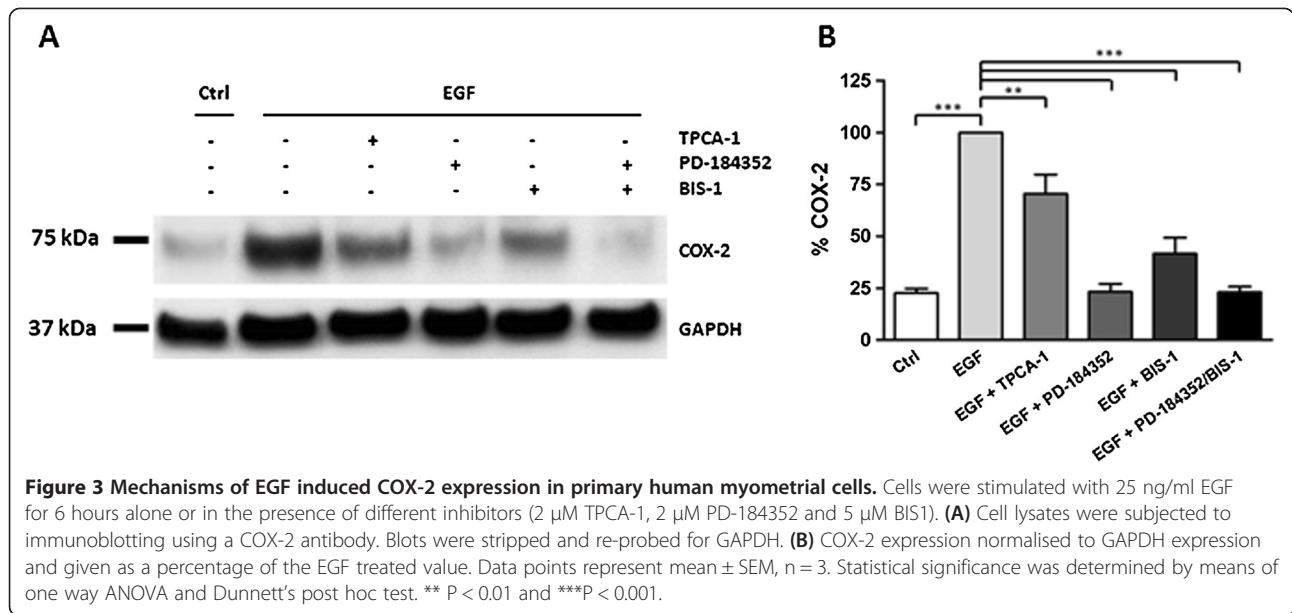 A
Ctrl EGF
- - + - - - TPCA-1
- - - + - + PD-184352
- - - - + + BIS-1
75 kDa COX-2
37 kDa GAPDH
B
% COX-2
125
100
75
50
25
0
***
**
***
Ctrl
EGF
EGF + TPCA-1
EGF + PD-184352
EGF + BIS-1
EGF + PD-184352/BIS-1
Figure 3 Mechanisms of EGF induced COX-2 expression in primary human myometrial cells. Cells were stimulated with 25 ng/ml EGF
for 6 hours alone or in the presence of different inhibitors (2 μM TPCA-1, 2 μM PD-184352 and 5 μM BIS1). (A) Cell lysates were subjected to
immunoblotting using a COX-2 antibody. Blots were stripped and re-probed for GAPDH. (B) COX-2 expression normalised to GAPDH expression
and given as a percentage of the EGF treated value. Data points represent mean ± SEM, n = 3. Statistical significance was determined by means of
one way ANOVA and Dunnett's post hoc test. ** P < 0.01 and ***P < 0.001.